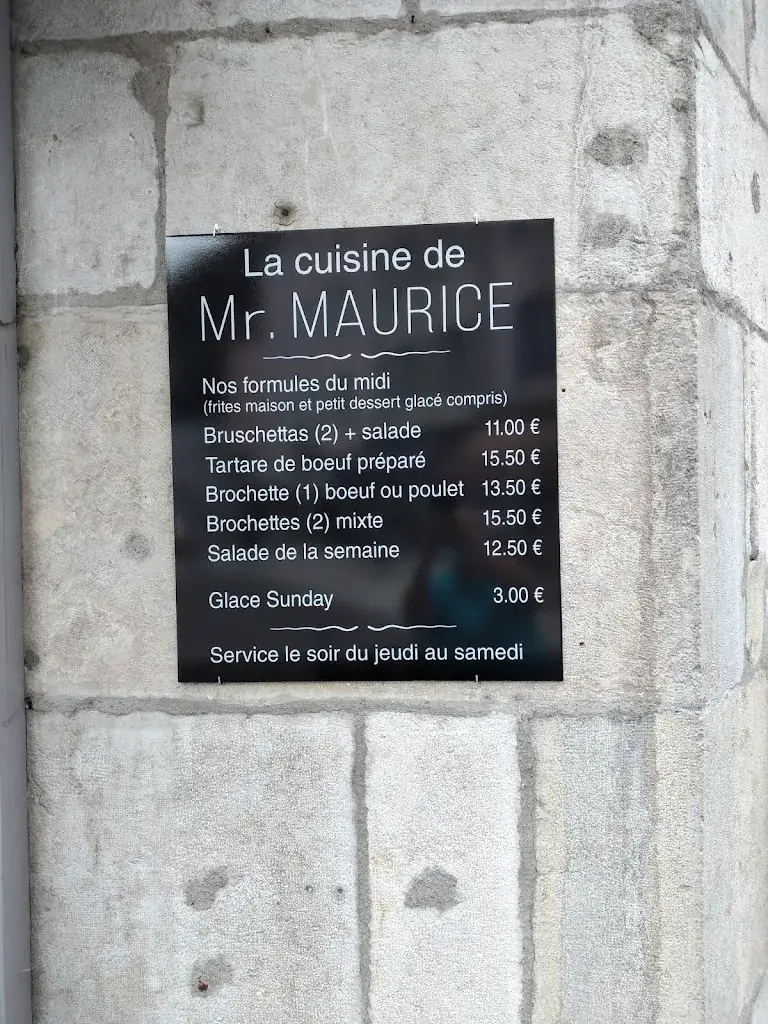 La cuisine de
Mr. MAURICE
Nos formules du midi
(frites maison et petit dessert glacé compris)
Bruschettas (2) + salade 11.00 €
Tartare de boeuf préparé 15.50 €
Brochette (1) boeuf ou poulet 13.50 €
Brochettes (2) mixte 15.50 €
Salade de la semaine 12.50 €
Glace Sunday 3.00 €
Service le soir du jeudi au samedi